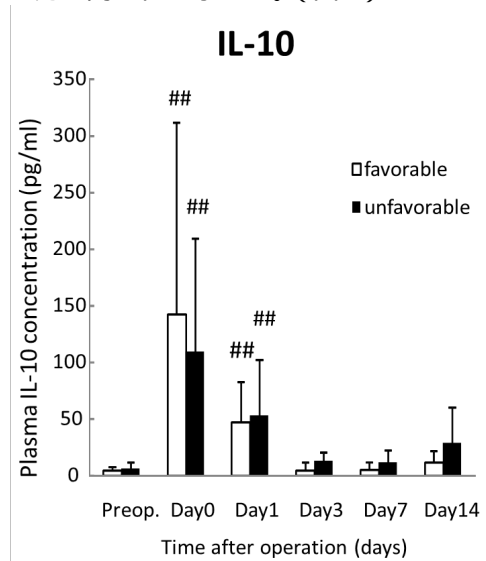 IL-10
Plasma IL-10 concentration (pg/ml)
350
300
250
200
150
100
50
0
##
##
##
##
favorable
unfavorable
Preop. Day0 Day1 Day3 Day7 Day14
Time after operation (days)